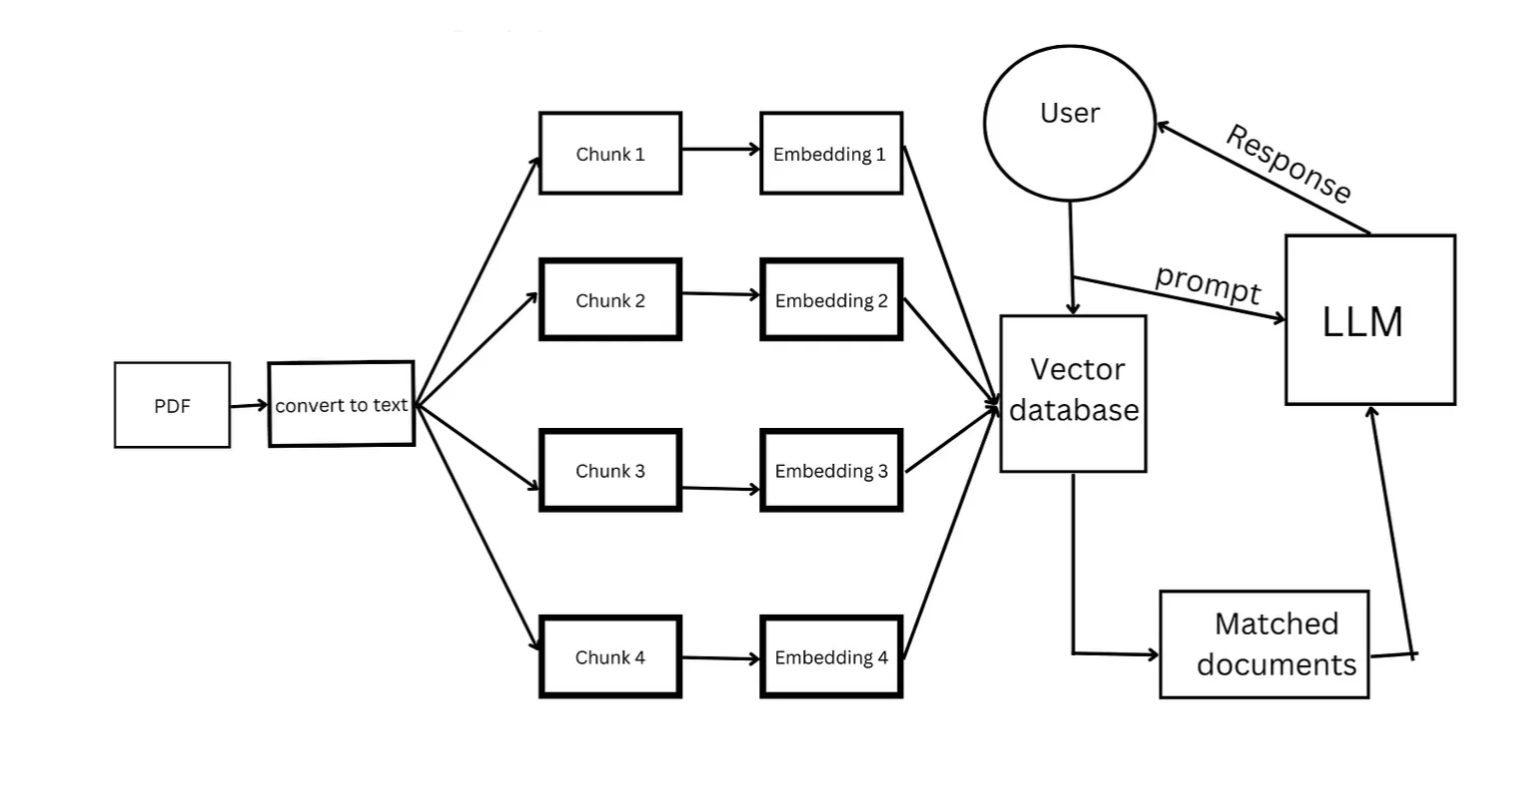 PDF
convert to text
Chunk 1
Embedding 1
Chunk 2
Embedding 2
Chunk 3
Embedding 3
Chunk 4
Embedding 4
User
Response
prompt
LLM
Vector
database
Matched
documents